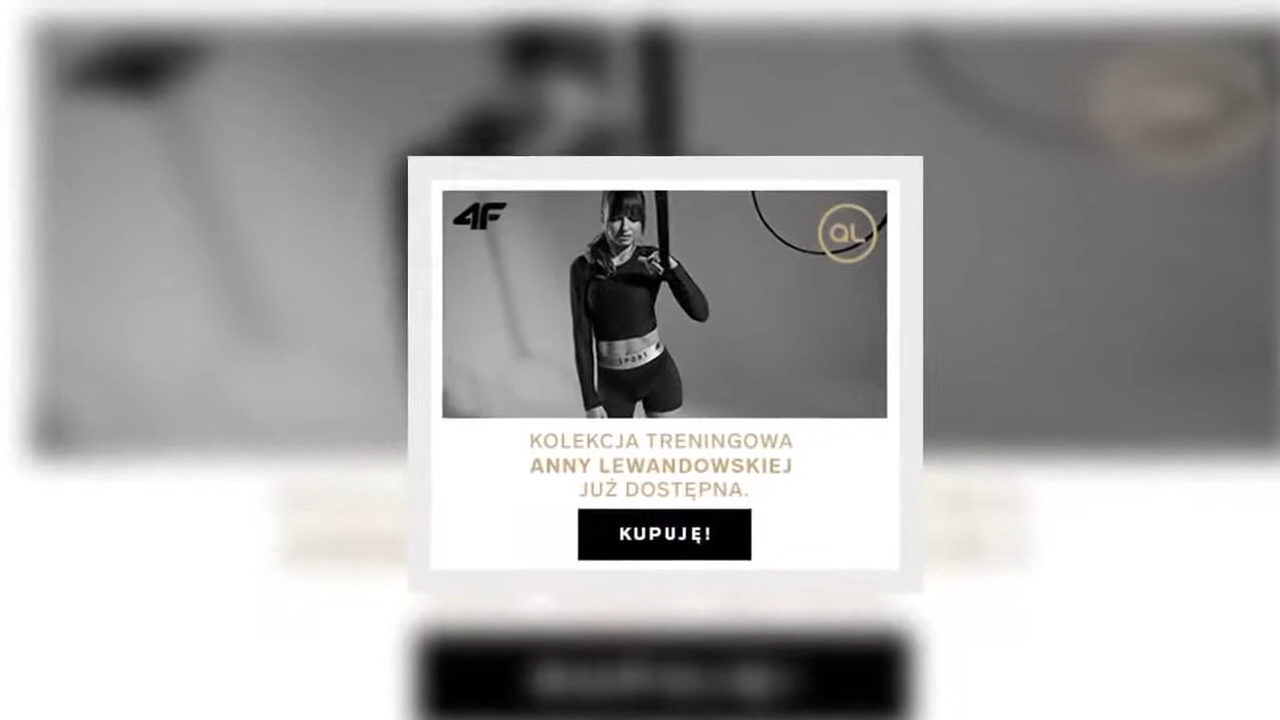 4F
QL
SPORT
KOLEKCJA TRENINGOWA
ANNY LEWANDOWSKIEJ
JUŻ DOSTĘPNA.
KUPUJĘ!